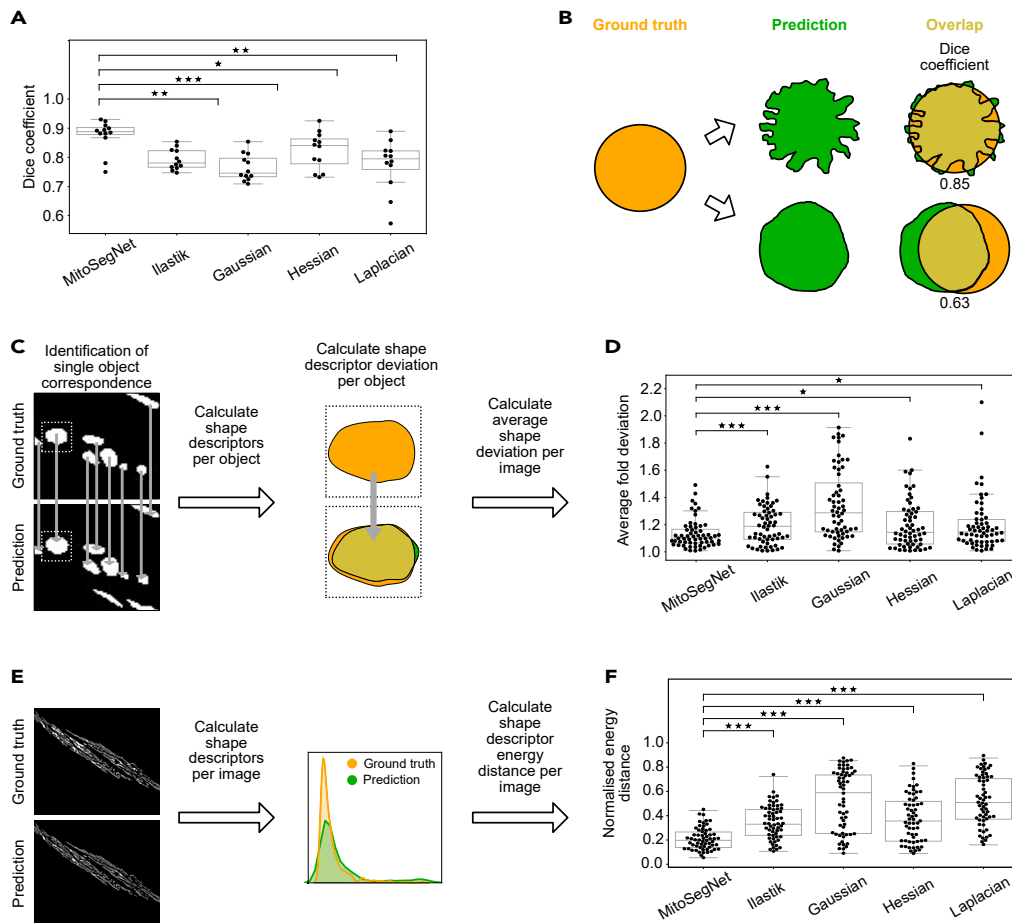 A
★★
★
★★★
★★
Dice coefficient
1.0
0.9
0.8
0.7
0.6
MitoSegNet
Ilastik
Gaussian
Hessian
Laplacian
B
Ground truth
Prediction
Overlap
Dice
coefficient
0.85
0.63
C
Identification of
single object
correspondence
Ground truth
Prediction
Calculate
shape
descriptors
per object
Calculate shape
descriptor deviation
per object
Calculate
average
shape
deviation per
image
D
★
★
★★★
★★★
Average fold deviation
2.2
2.0
1.8
1.6
1.4
1.2
1.0
MitoSegNet
Ilastik
Gaussian
Hessian
Laplacian
E
Ground truth
Prediction
Calculate
shape
descriptors
per image
Ground truth
Prediction
Calculate
shape
descriptor
energy
distance per
image
F
★★★
★★★
★★★
★★★
Normalised energy
distance
1.0
0.8
0.6
0.4
0.2
0.0
MitoSegNet
Ilastik
Gaussian
Hessian
Laplacian